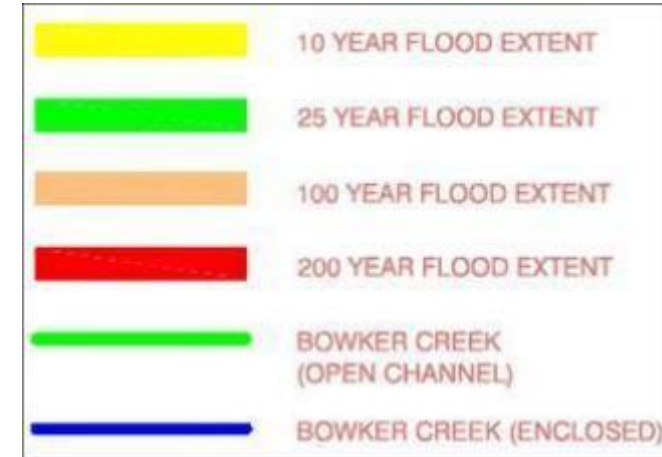 10 YEAR FLOOD EXTENT
25 YEAR FLOOD EXTENT
100 YEAR FLOOD EXTENT
200 YEAR FLOOD EXTENT
BOWKER CREEK
(OPEN CHANNEL)
BOWKER CREEK (ENCLOSED)